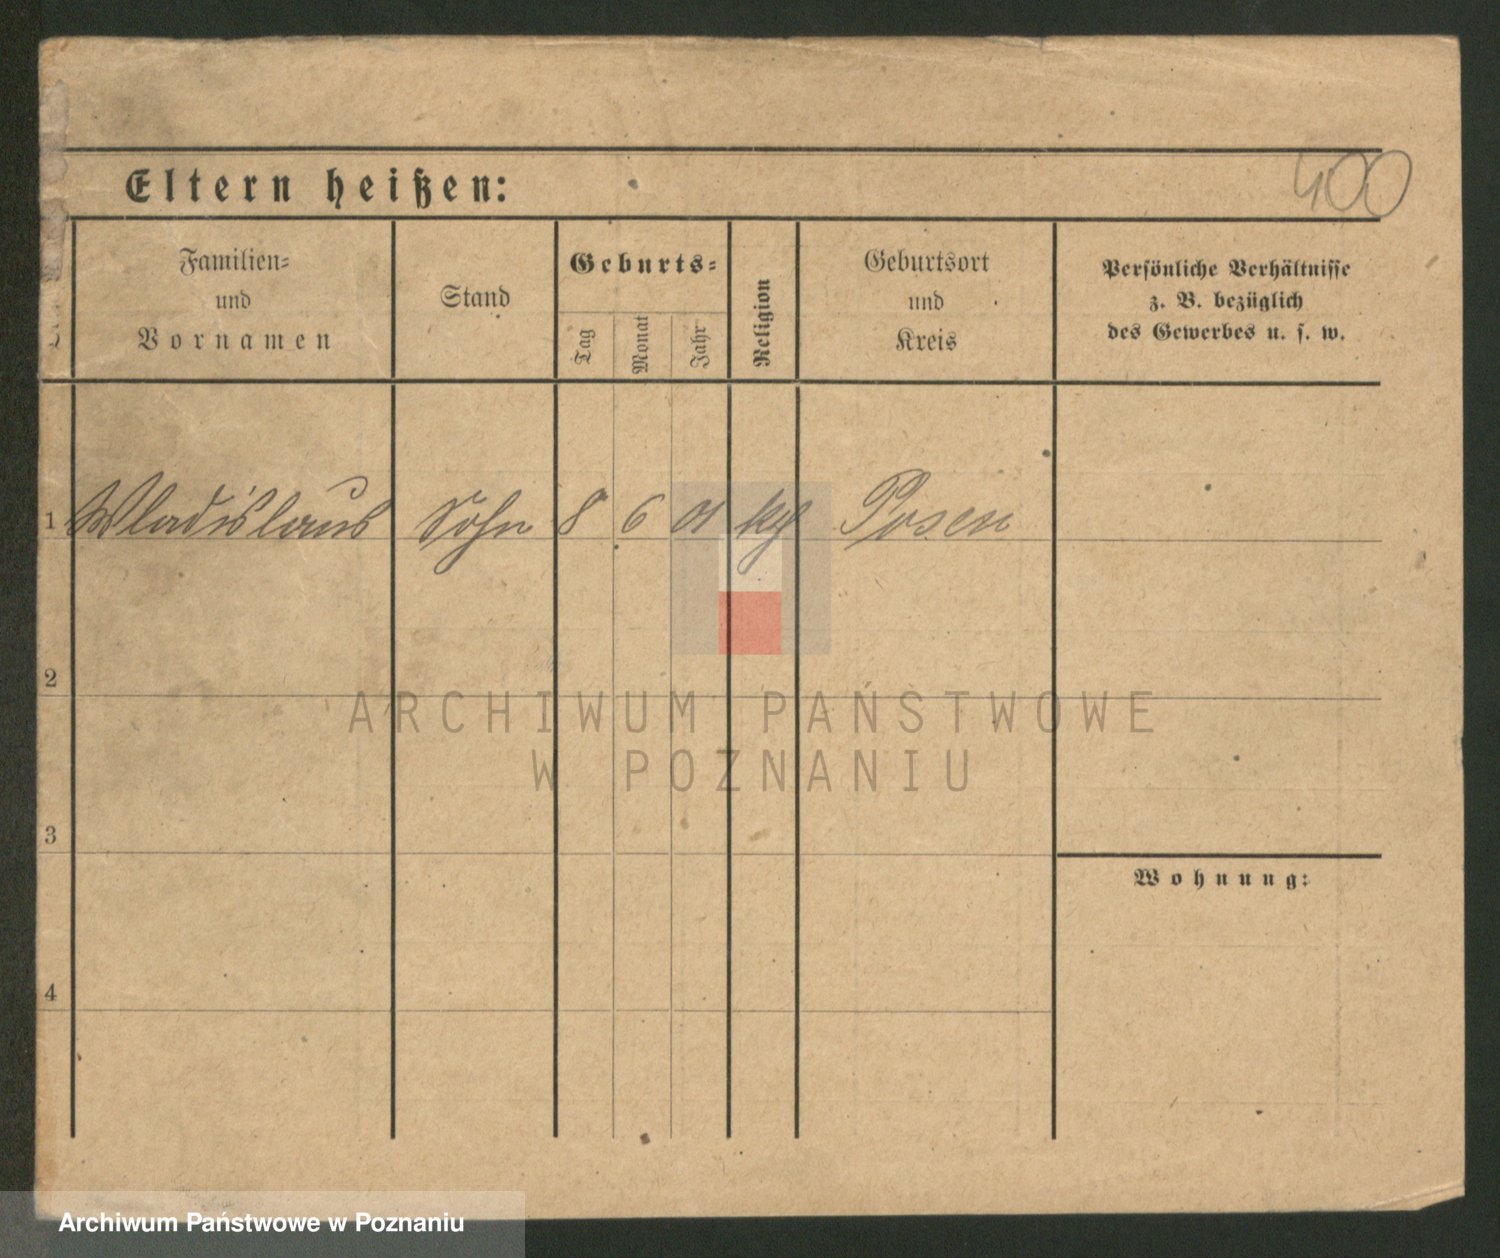 Eltern heißen:
400
Familien-
und
Vornamen
Stand
Geburts-
Tag
Monat
Jahr
Religion
Geburtsort
und
Kreis
Persönliche Verhältnisse
z. B. bezüglich
des Gewerbes u. s. w.
1 Wladislaus Sohn 8 6 01 kth Posen
2
ARCHIWUM PAŃSTWOWE
W POZNANIU
3
Wohnung:
4
Archiwum Państwowe w Poznaniu